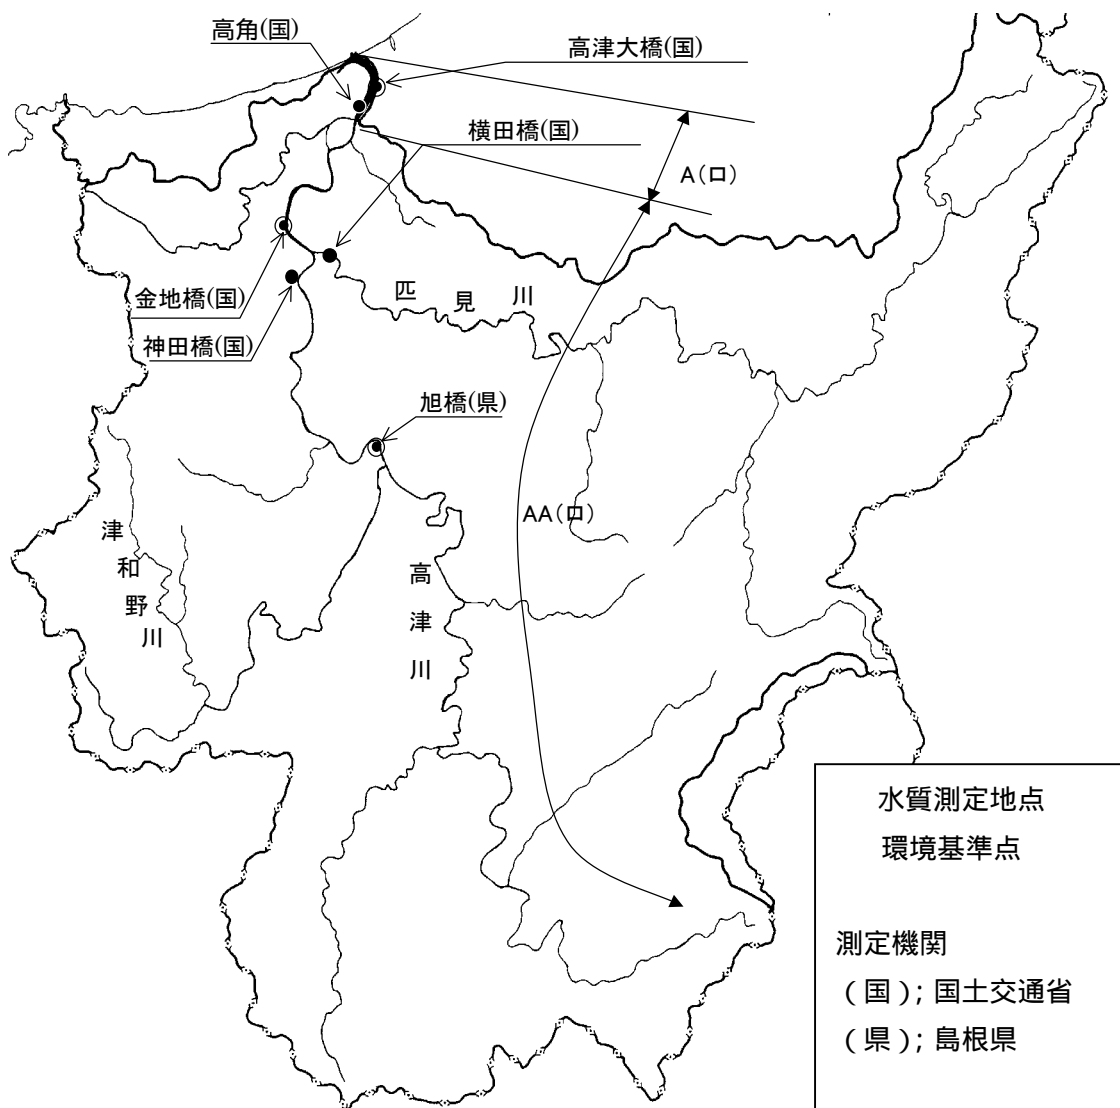 高角(国)
高津大橋(国)
横田橋(国)
A(ロ)
金地橋(国)
匹見川
神田橋(国)
旭橋(県)
AA(ロ)
津和野川
高津川
水質測定地点
環境基準点
測定機関
(国);国土交通省
(県);島根県